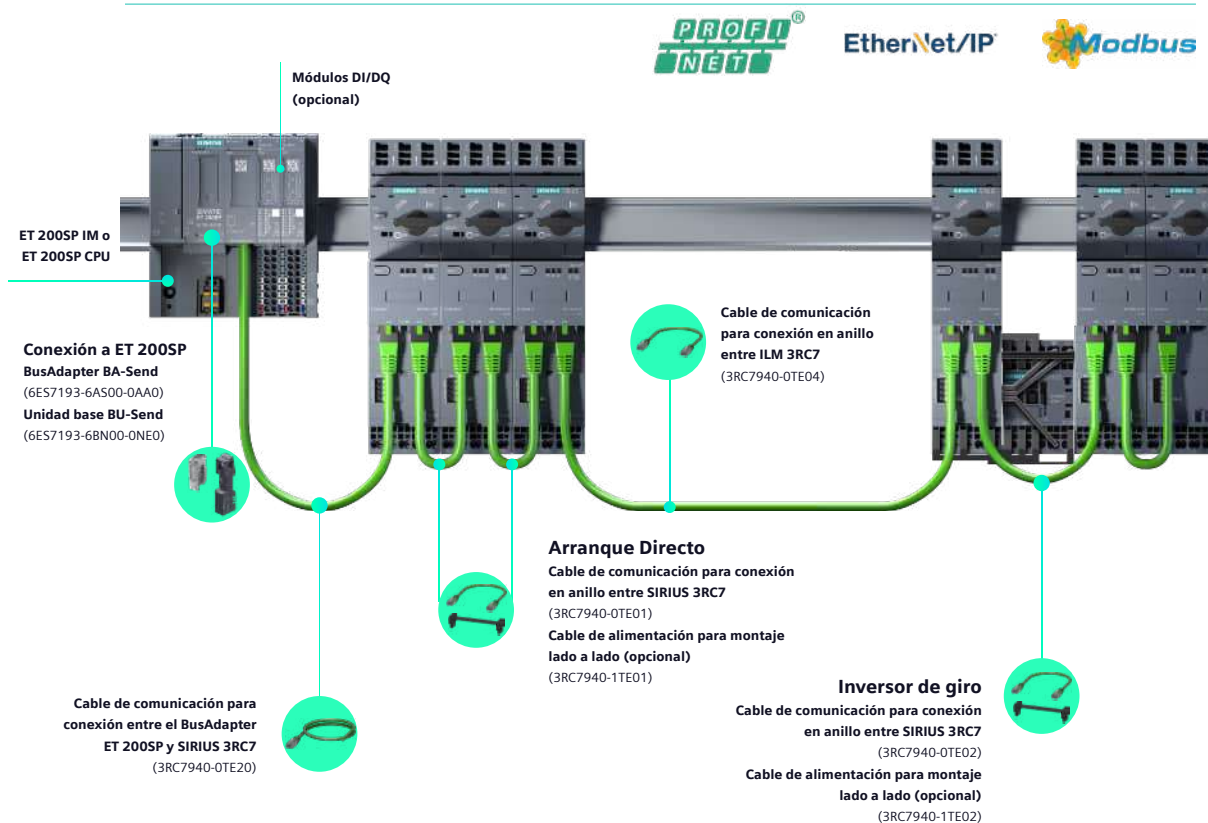 PROFI
NET®
EtherNet/IP
Modbus
Módulos DI/DQ
(opcional)
SIEMENS
SIMATIC
ET 200SP
ET 200SP IM o
ET 200SP CPU
Conexión a ET 200SP
BusAdapter BA-Send
(6ES7193-6AS00-0AA0)
Unidad base BU-Send
(6ES7193-6BN00-0NE0)
Cable de comunicación
para conexión en anillo
entre ILM 3RC7
(3RC7940-0TE04)
Arranque Directo
Cable de comunicación para conexión
en anillo entre SIRIUS 3RC7
(3RC7940-0TE01)
Cable de alimentación para montaje
lado a lado (opcional)
(3RC7940-1TE01)
Cable de comunicación para
conexión entre el BusAdapter
ET 200SP y SIRIUS 3RC7
(3RC7940-0TE20)
Inversor de giro
Cable de comunicación para conexión
en anillo entre SIRIUS 3RC7
(3RC7940-0TE02)
Cable de alimentación para montaje
lado a lado (opcional)
(3RC7940-1TE02)